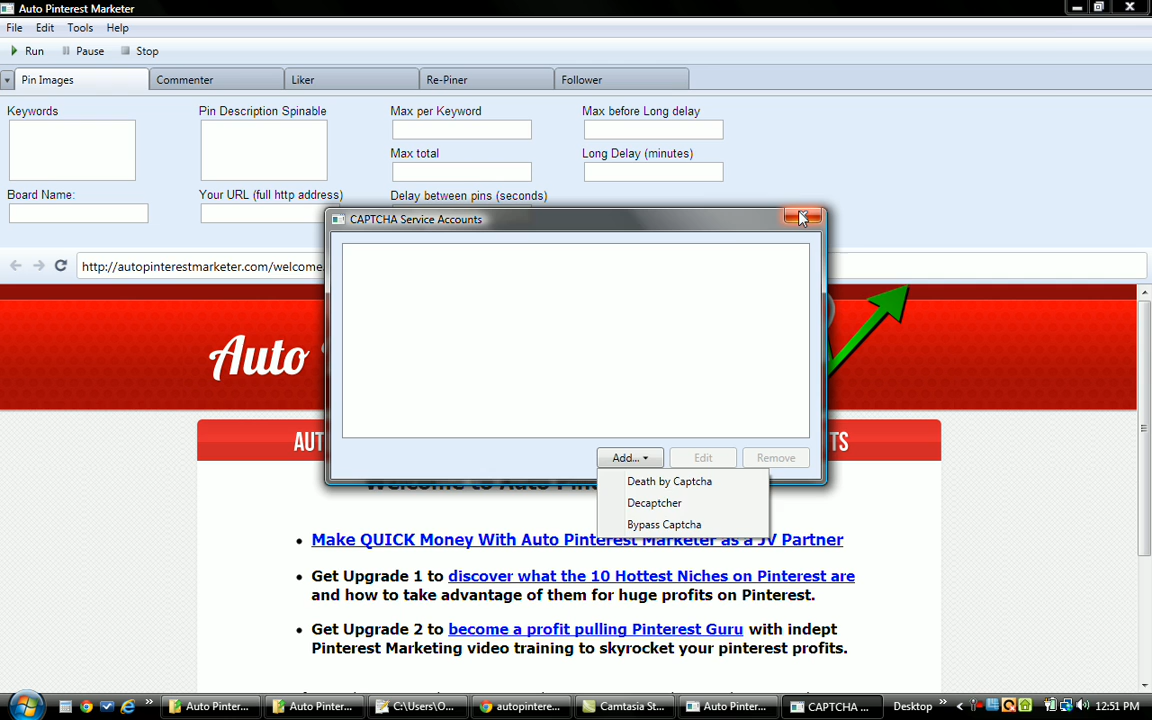 Auto Pinterest Marketer
File Edit Tools Help
Run Pause Stop
Pin Images Commenter Liker Re-Piner Follower
Keywords Pin Description Spinable Max per Keyword Max before Long delay
Max total Long Delay (minutes)
Board Name: Your URL (full http address) Delay between pins (seconds)
CAPTCHA Service Accounts
http://autopinterestmarketer.com/welcome.
Auto
AUT TS
Add... Edit Remove
Death by Captcha
Decaptcher
Bypass Captcha
Welcome to Auto Pin
• Make QUICK Money With Auto Pinterest Marketer as a JV Partner
• Get Upgrade 1 to discover what the 10 Hottest Niches on Pinterest are
and how to take advantage of them for huge profits on Pinterest.
• Get Upgrade 2 to become a profit pulling Pinterest Guru with indept
Pinterest Marketing video training to skyrocket your pinterest profits.
Auto Pinter... Auto Pinter... C:\Users\O... autopintere... Camtasia St... Auto Pinter... CAPTCHA ... Desktop 12:51 PM